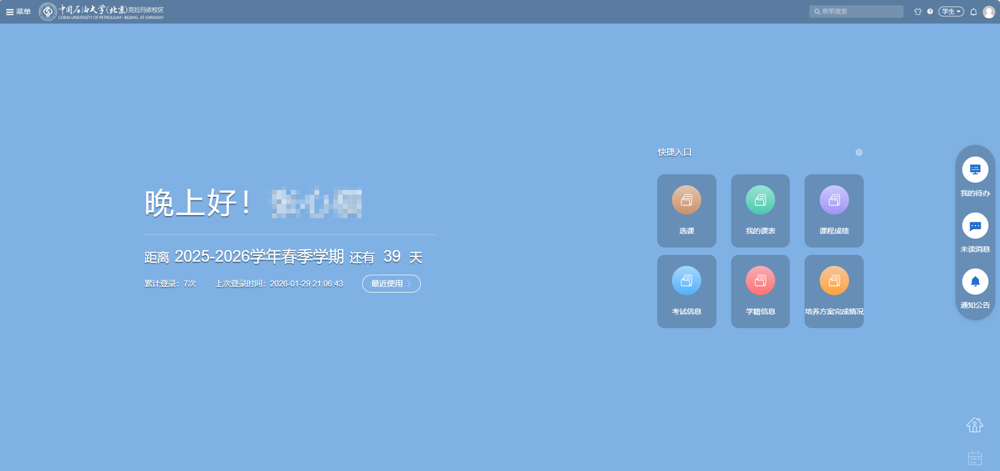 菜单
中国石油大学(北京)克拉玛依校区
CHINA UNIVERSITY OF PETROLEUM-BEIJING AT KARAMAY
菜单搜索
学生
晚上好！
距离 2025-2026学年春季学期 还有 39 天
累计登录：7次 上次登录时间：2026-01-29 21:06:43 最近使用
快捷入口
选课 我的课表 课程成绩
考试信息 学籍信息 培养方案完成情况
我的待办
未读消息
通知公告